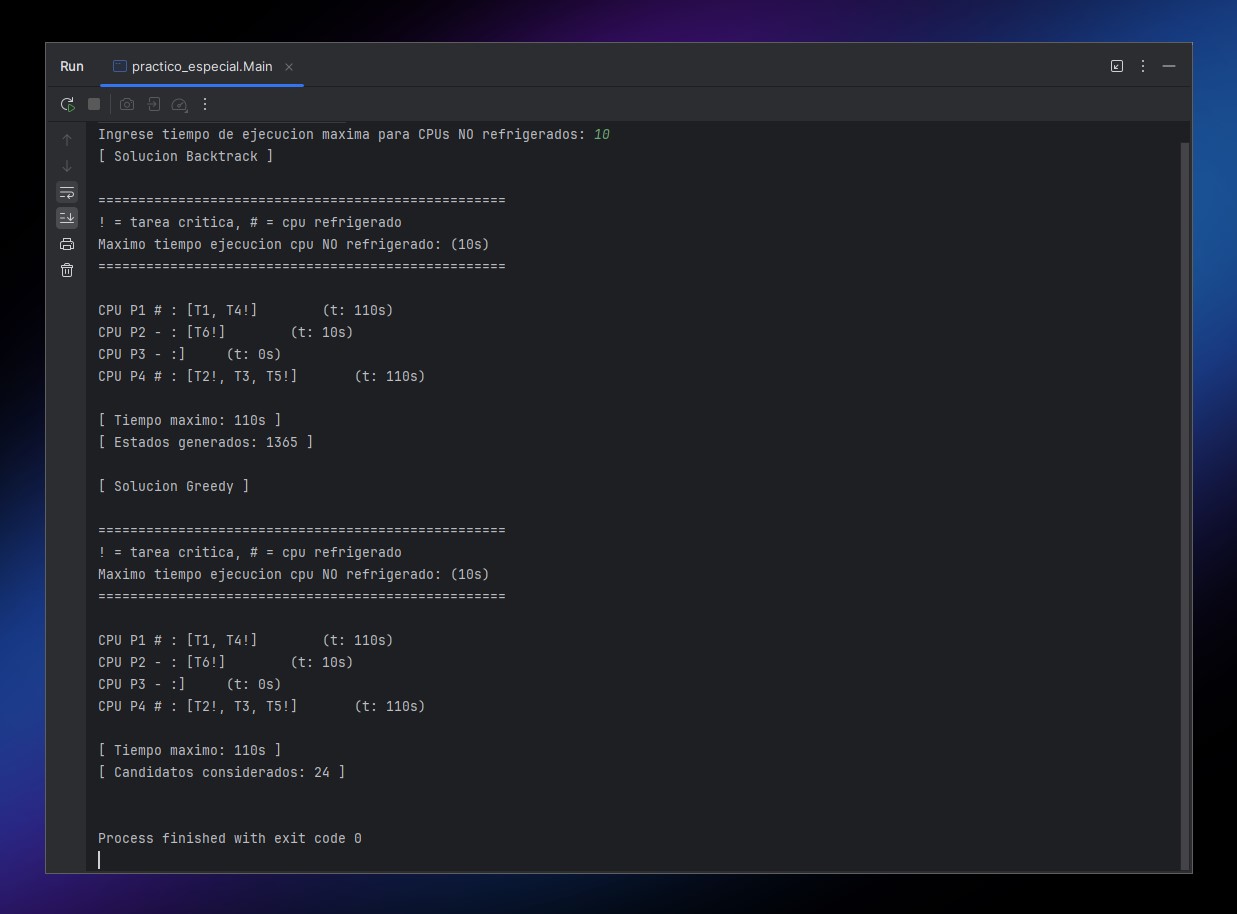 Run practico_especial.Main
Ingrese tiempo de ejecucion maxima para CPUs NO refrigerados: 10
[ Solucion Backtrack ]
===================================================
! = tarea critica, # = cpu refrigerado
Maximo tiempo ejecucion cpu NO refrigerado: (10s)
===================================================
CPU P1 # : [T1, T4!]        (t: 110s)
CPU P2 - : [T6!]        (t: 10s)
CPU P3 - :]     (t: 0s)
CPU P4 # : [T2!, T3, T5!]       (t: 110s)
[ Tiempo maximo: 110s ]
[ Estados generados: 1365 ]
[ Solucion Greedy ]
===================================================
! = tarea critica, # = cpu refrigerado
Maximo tiempo ejecucion cpu NO refrigerado: (10s)
===================================================
CPU P1 # : [T1, T4!]        (t: 110s)
CPU P2 - : [T6!]        (t: 10s)
CPU P3 - :]     (t: 0s)
CPU P4 # : [T2!, T3, T5!]       (t: 110s)
[ Tiempo maximo: 110s ]
[ Candidatos considerados: 24 ]
Process finished with exit code 0